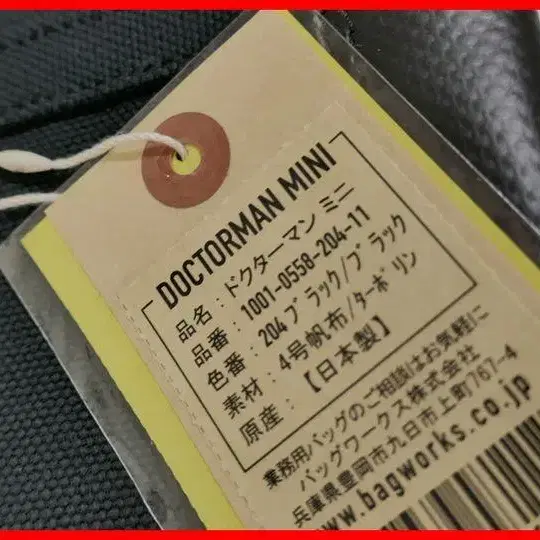 DOCTORMAN MINI
品名：ドクターマン ミニ
品番：1001-0558-204-11
色番：204ブラック/ブラック
素材：4号帆布/ターポリン
原産：【日本製】
業務用バッグのご相談はお気軽に
バッグワークス株式会社
兵庫県豊岡市九日市上町767-4
www.bagworks.co.jp